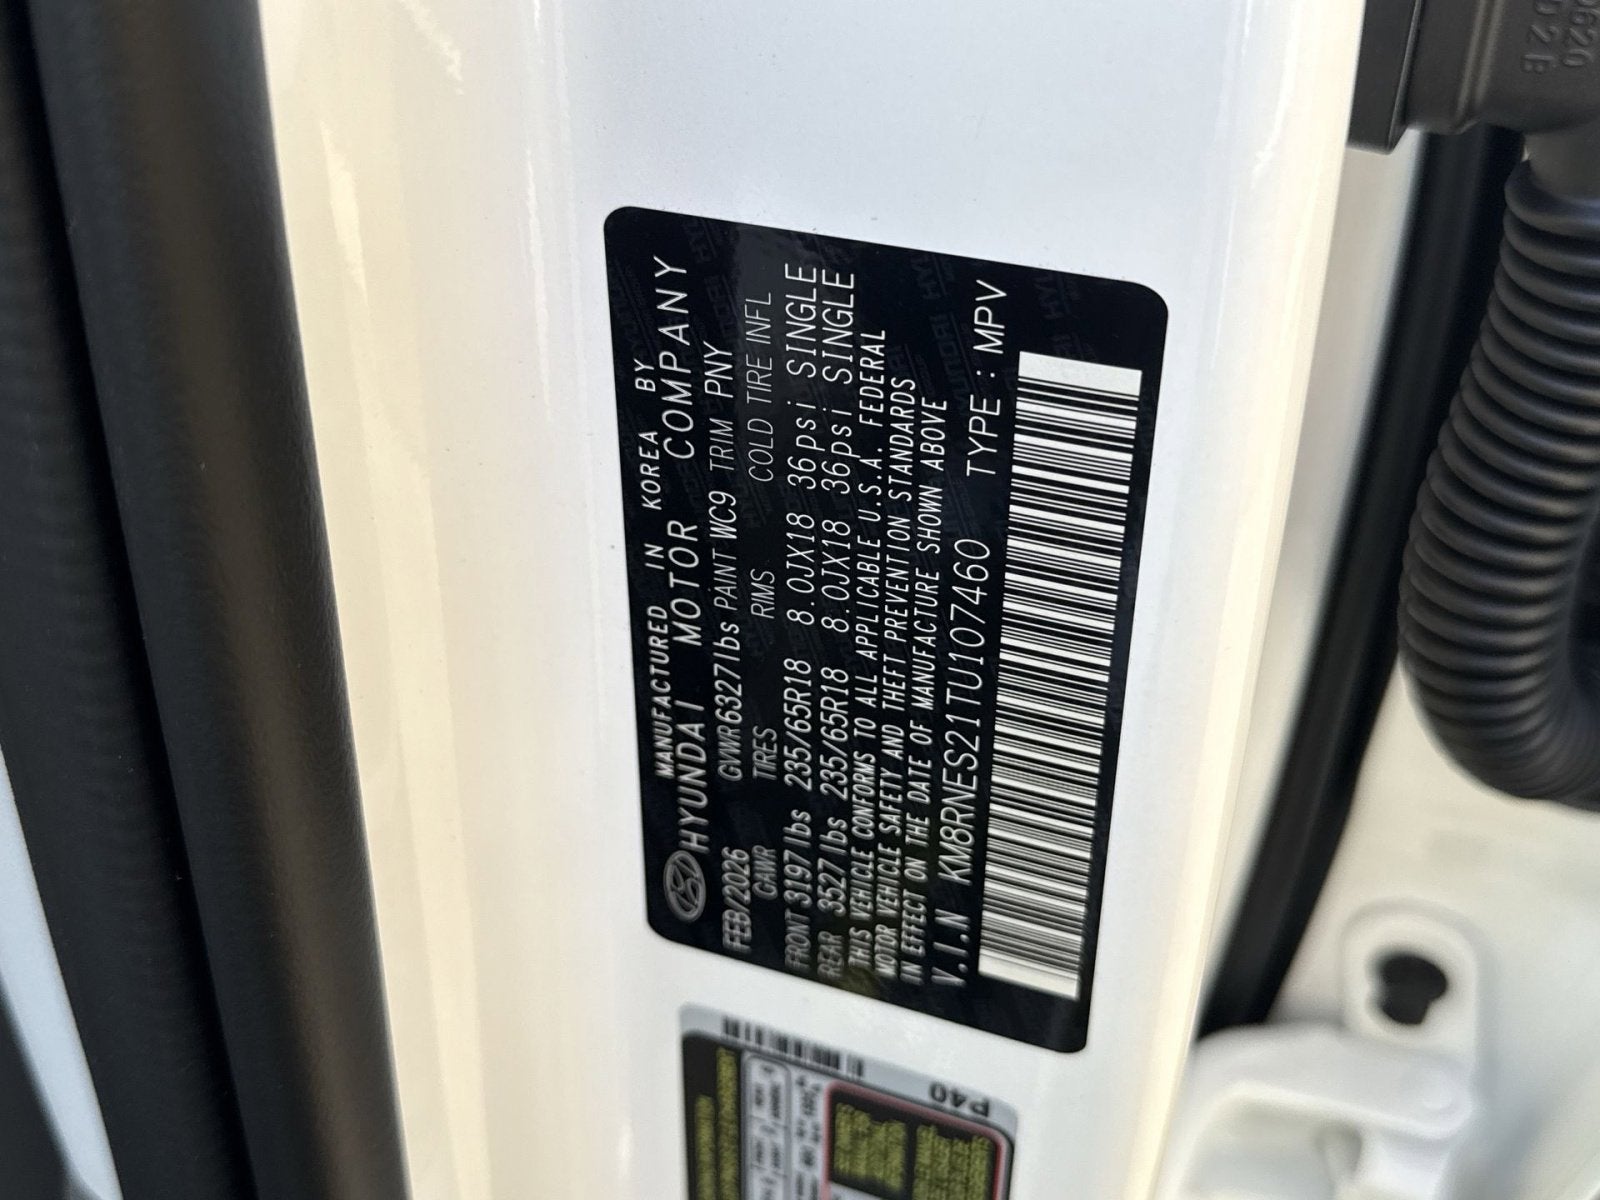 MANUFACTURED IN KOREA BY
HYUNDAI MOTOR COMPANY
FEB/2026 GVWR6327lbs PAINT WC9 TRIM PNY
GAWR TIRES RIMS COLD TIRE INFL
FRONT 3197lbs 235/65R18 8.0JX18 36psi SINGLE
REAR 3527lbs 235/65R18 8.0JX18 36psi SINGLE
THIS VEHICLE CONFORMS TO ALL APPLICABLE U.S.A. FEDERAL
MOTOR VEHICLE SAFETY AND THEFT PREVENTION STANDARDS
IN EFFECT ON THE DATE OF MANUFACTURE SHOWN ABOVE
V.I.N KM8RNES21TU107460 TYPE : MPV
P40